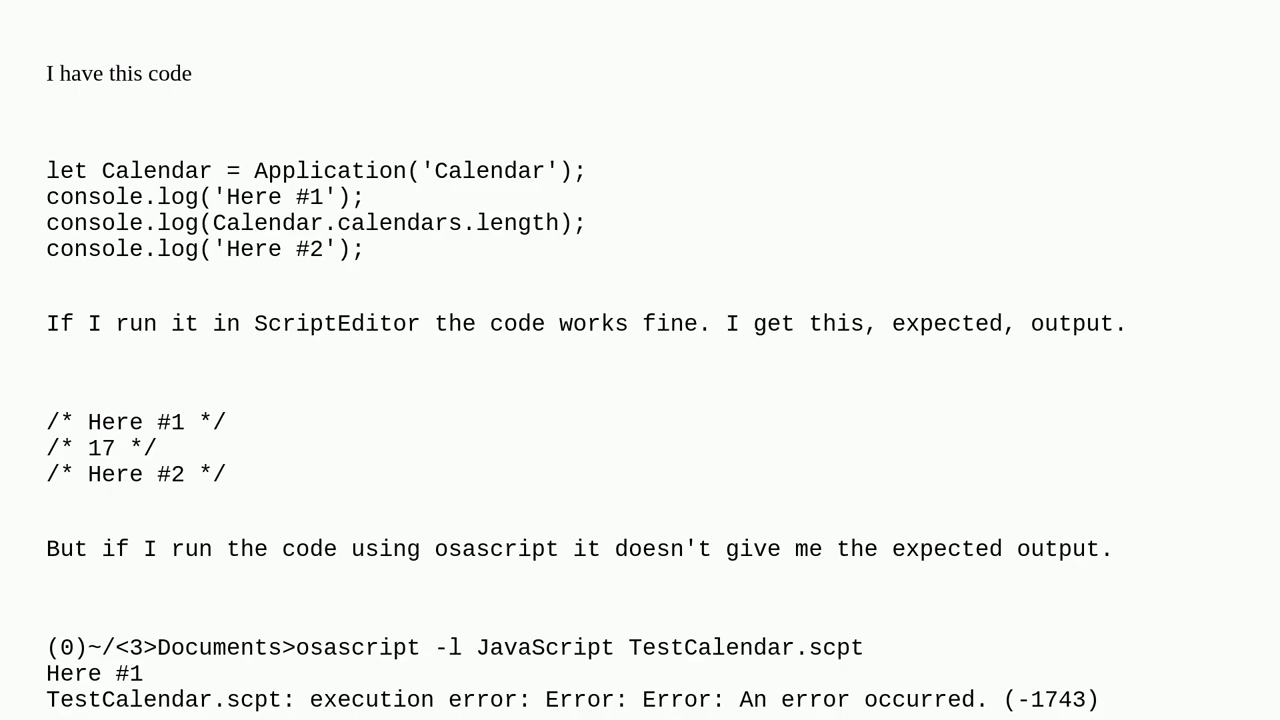 I have this code
let Calendar = Application('Calendar');
console.log('Here #1');
console.log(Calendar.calendars.length);
console.log('Here #2');
If I run it in ScriptEditor the code works fine. I get this, expected, output.
/* Here #1 */
/* 17 */
/* Here #2 */
But if I run the code using osascript it doesn't give me the expected output.
(0)~/<3>Documents>osascript -l JavaScript TestCalendar.scpt
Here #1
TestCalendar.scpt: execution error: Error: Error: An error occurred. (-1743)